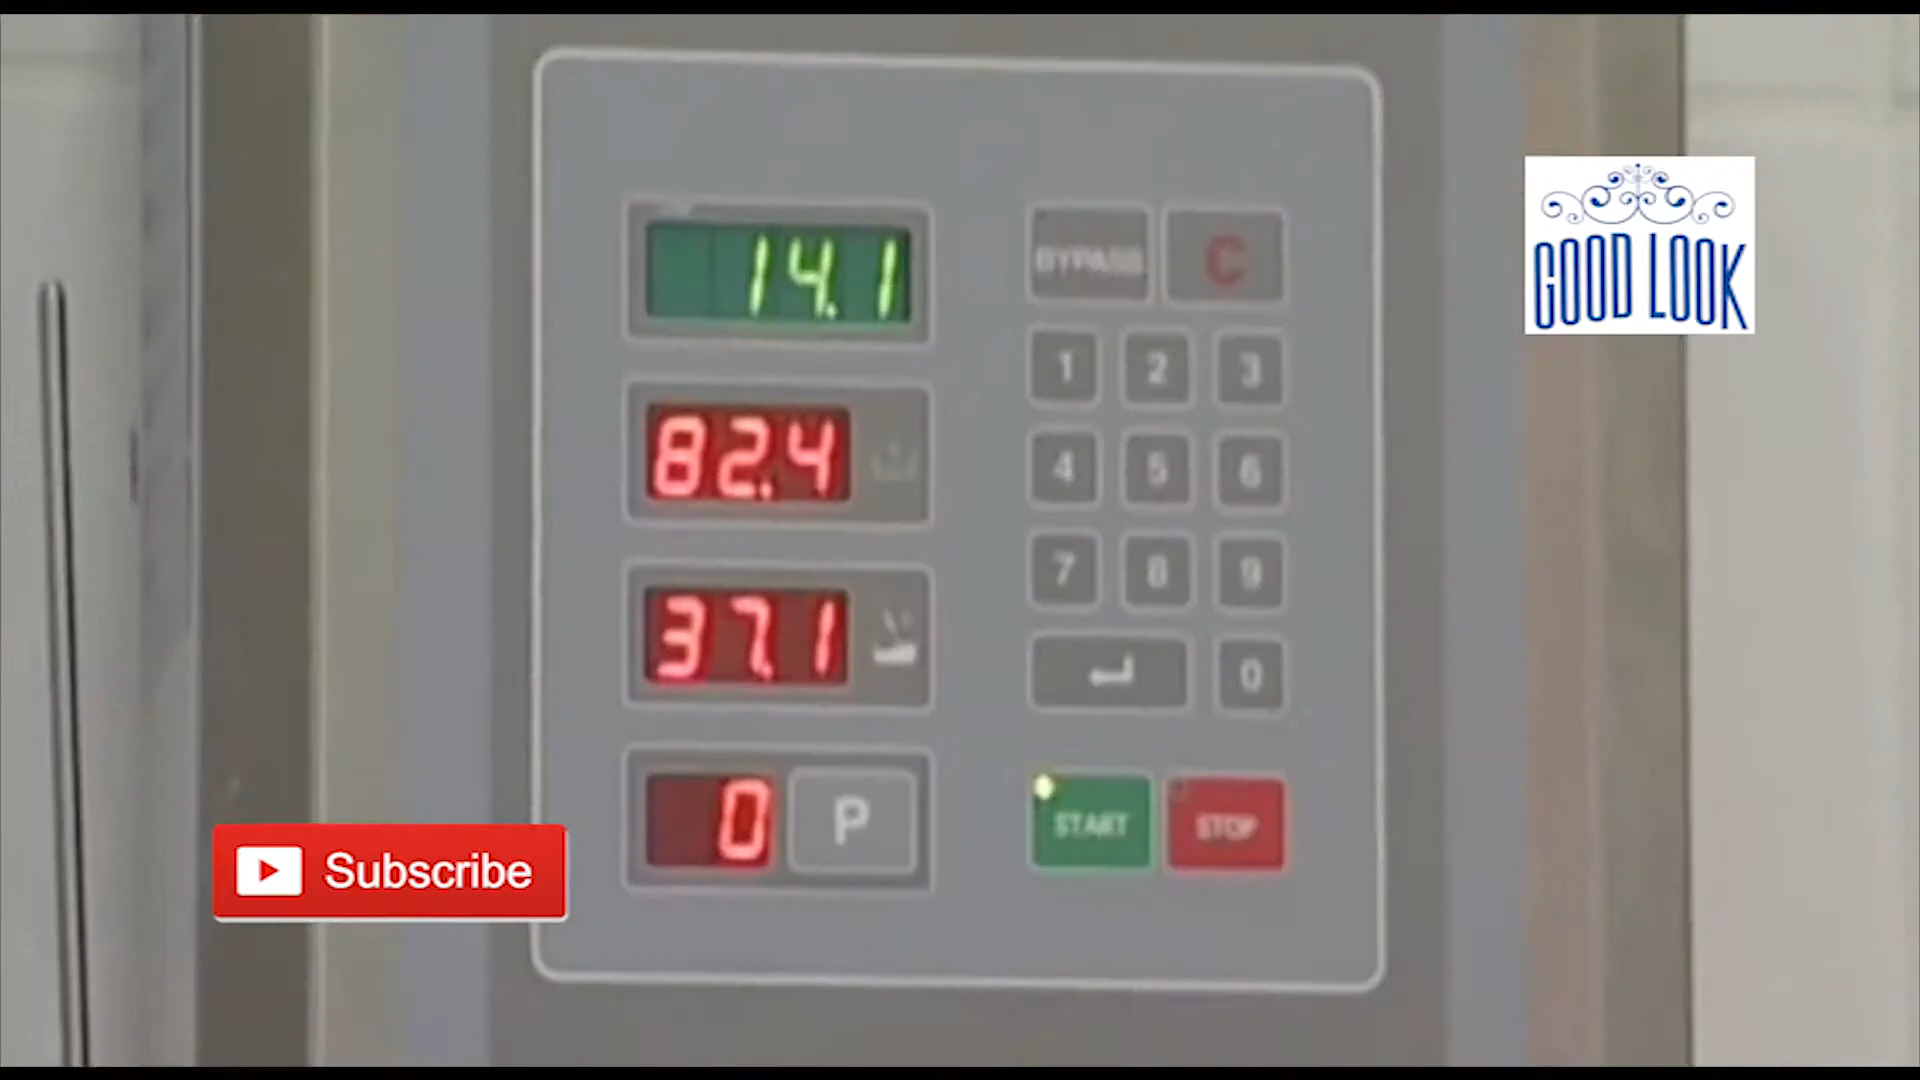 14.1
82.4
37.1
0 P
BYPASS C
1 2 3
4 5 6
7 8 9
0
START STOP
GOOD LOOK
Subscribe